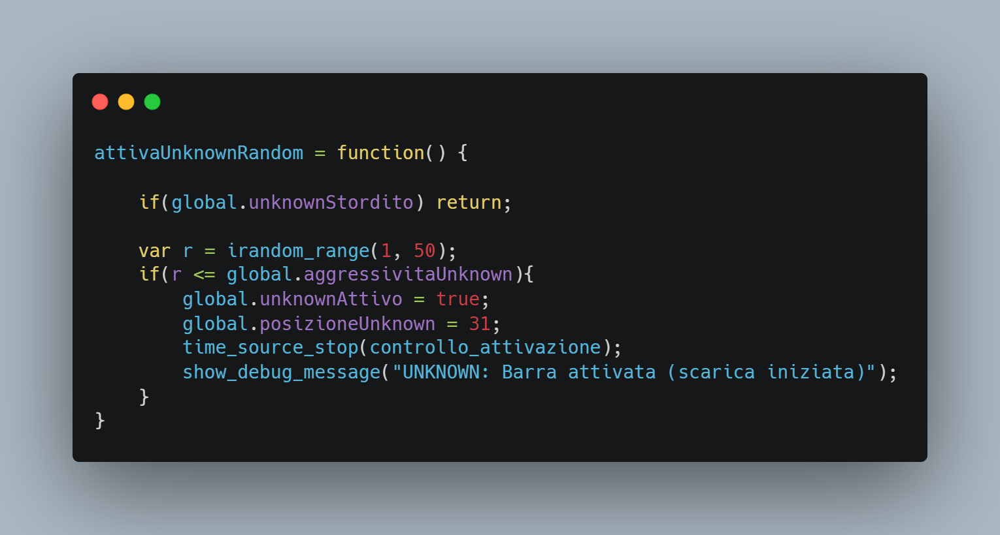 attivaUnknownRandom = function() {
if(global.unknownStordito) return;
var r = irandom_range(1, 50);
if(r <= global.aggressivitaUnknown){
global.unknownAttivo = true;
global.posizioneUnknown = 31;
time_source_stop(controllo_attivazione);
show_debug_message("UNKNOWN: Barra attivata (scarica iniziata)");
}
}